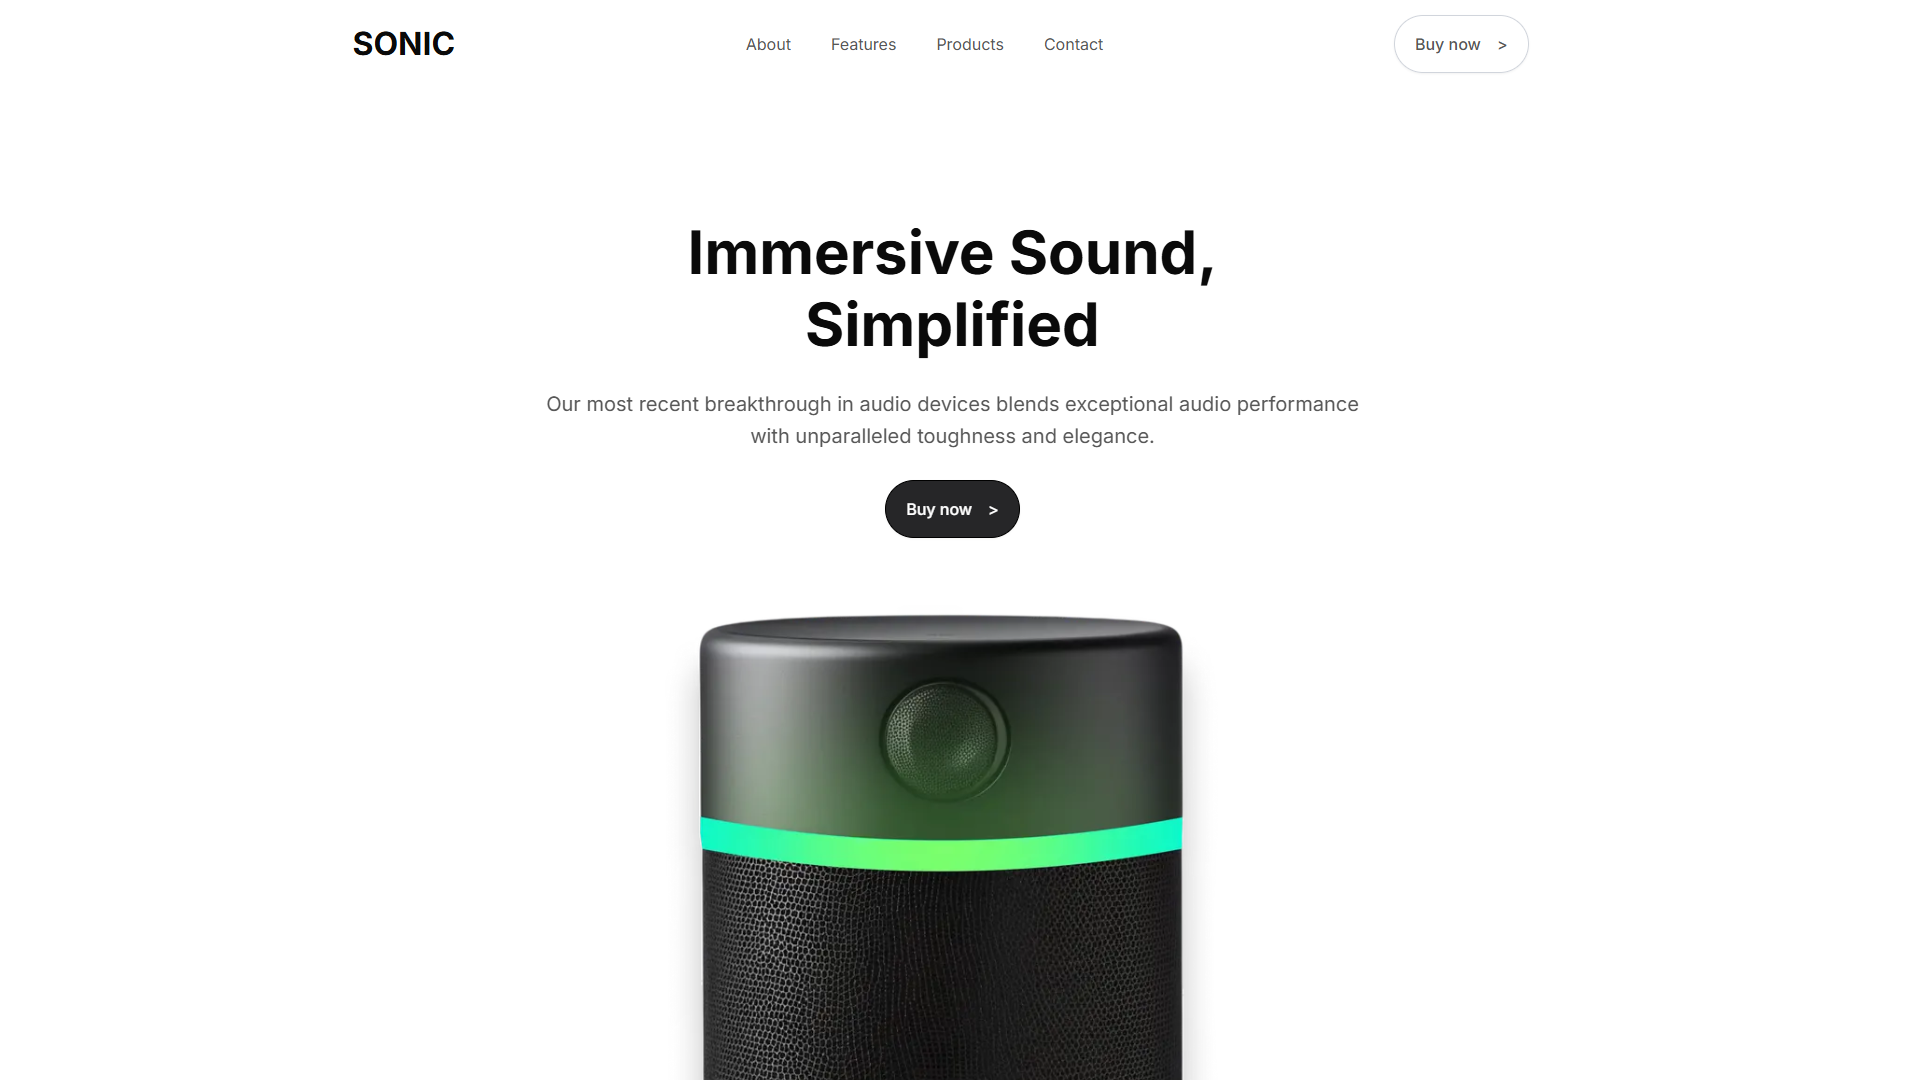 SONIC
About
Features
Products
Contact
Buy now >
Immersive Sound,
Simplified
Our most recent breakthrough in audio devices blends exceptional audio performance
with unparalleled toughness and elegance.
Buy now >